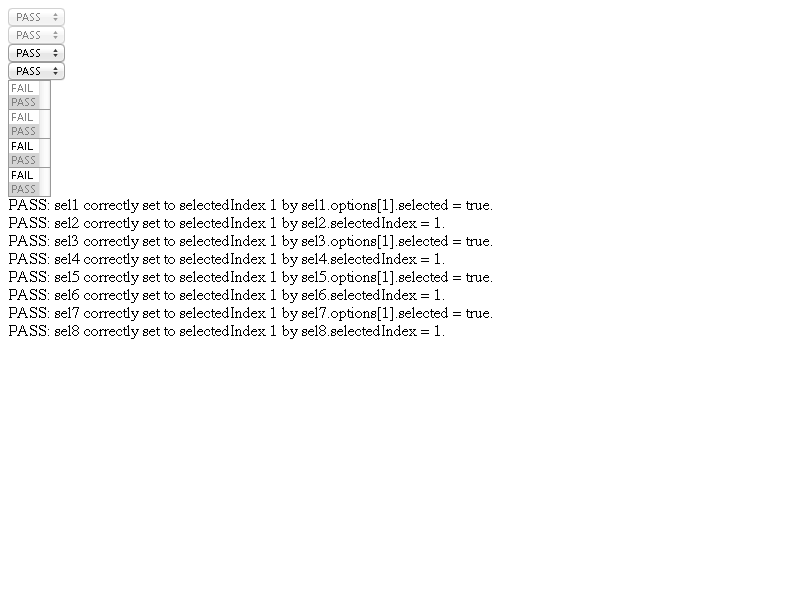 PASS
PASS
PASS
PASS
FAIL
PASS
FAIL
PASS
FAIL
PASS
FAIL
PASS
PASS: sel1 correctly set to selectedIndex 1 by sel1.options[1].selected = true.
PASS: sel2 correctly set to selectedIndex 1 by sel2.selectedIndex = 1.
PASS: sel3 correctly set to selectedIndex 1 by sel3.options[1].selected = true.
PASS: sel4 correctly set to selectedIndex 1 by sel4.selectedIndex = 1.
PASS: sel5 correctly set to selectedIndex 1 by sel5.options[1].selected = true.
PASS: sel6 correctly set to selectedIndex 1 by sel6.selectedIndex = 1.
PASS: sel7 correctly set to selectedIndex 1 by sel7.options[1].selected = true.
PASS: sel8 correctly set to selectedIndex 1 by sel8.selectedIndex = 1.